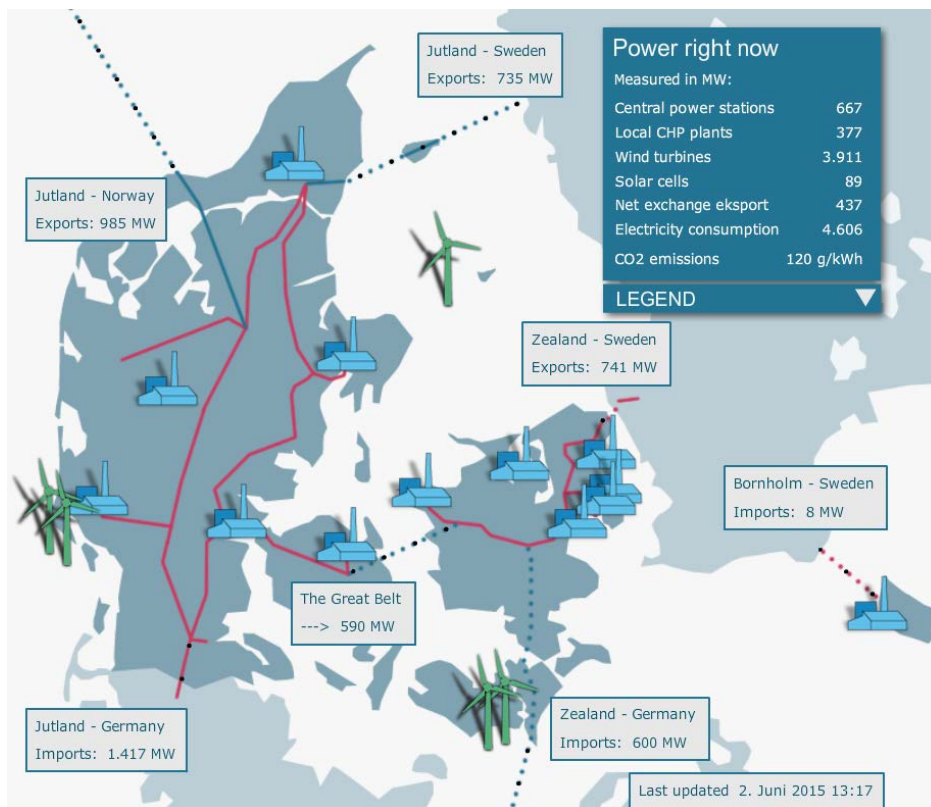 Jutland - Sweden
Exports: 735 MW
Power right now
Measured in MW:
Central power stations 667
Local CHP plants 377
Wind turbines 3.911
Solar cells 89
Net exchange eksport 437
Electricity consumption 4.606
CO2 emissions 120 g/kWh
LEGEND
Jutland - Norway
Exports: 985 MW
Zealand - Sweden
Exports: 741 MW
Bornholm - Sweden
Imports: 8 MW
The Great Belt
---> 590 MW
Jutland - Germany
Imports: 1.417 MW
Zealand - Germany
Imports: 600 MW
Last updated 2. Juni 2015 13:17